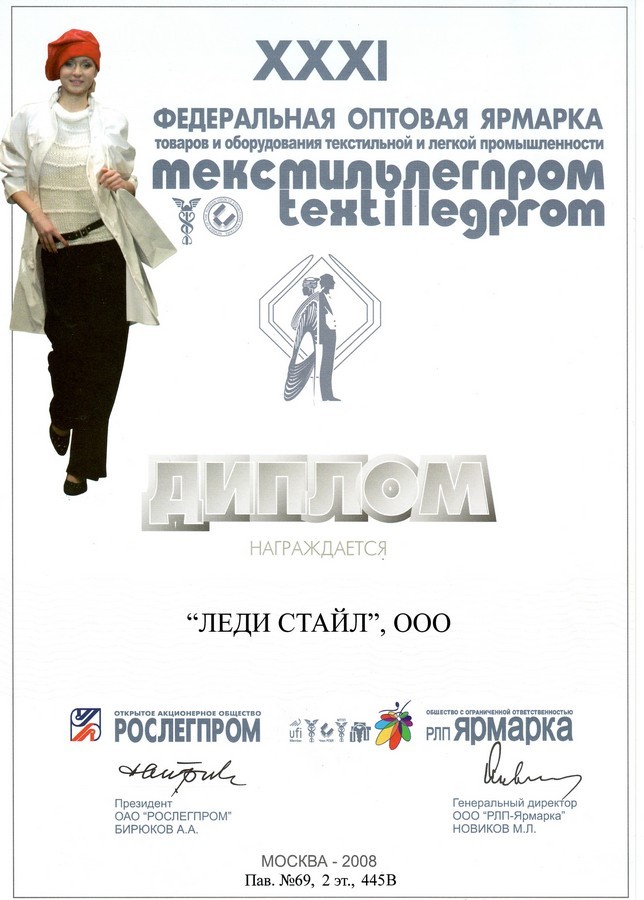 XXXI
ФЕДЕРАЛЬНАЯ ОПТОВАЯ ЯРМАРКА
товаров и оборудования текстильной и легкой промышленности
текстильлегпром
textillegprom
ДИПЛОМ
НАГРАЖДАЕТСЯ
“ЛЕДИ СТАЙЛ”, ООО
ОТКРЫТОЕ АКЦИОНЕРНОЕ ОБЩЕСТВО
РОСЛЕГПРОМ
ufi
ОБЩЕСТВО С ОГРАНИЧЕННОЙ ОТВЕТСТВЕННОСТЬЮ
РЛП ЯРМАРКА
Президент
ОАО “РОСЛЕГПРОМ”
БИРЮКОВ А.А.
Генеральный директор
ООО “РЛП-Ярмарка”
НОВИКОВ М.Л.
МОСКВА - 2008
Пав. №69, 2 эт., 445В